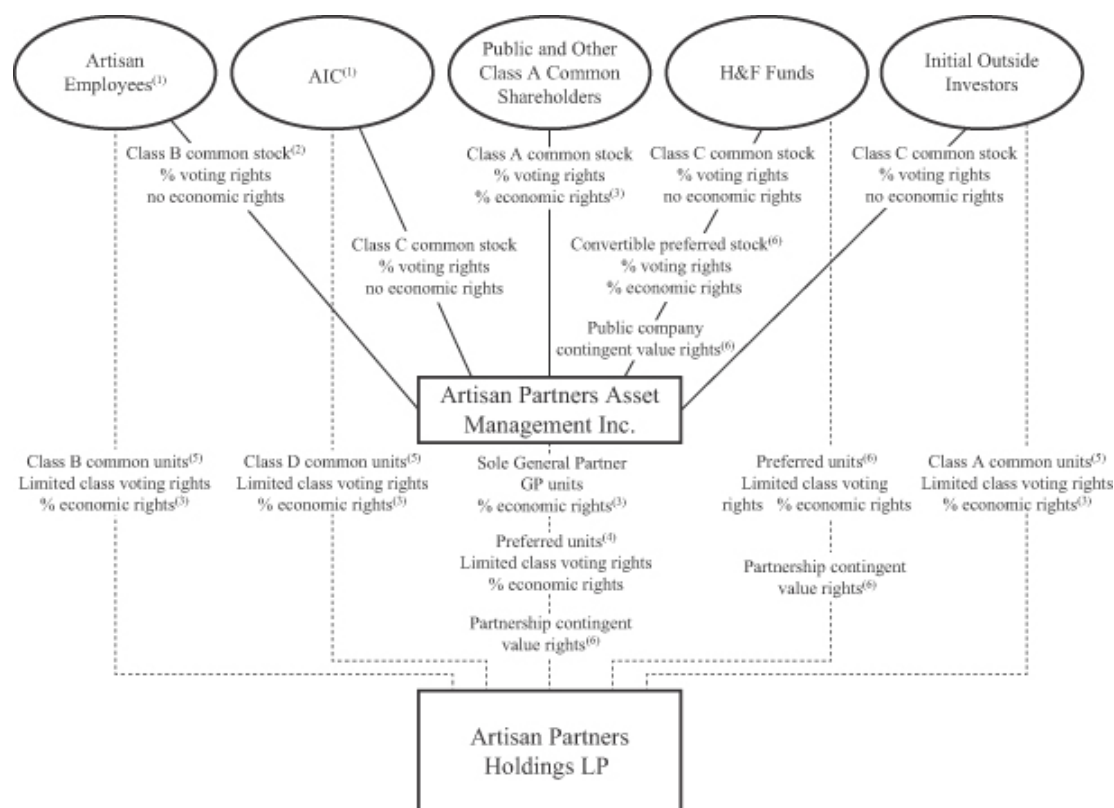 Artisan
Employees(1)
AIC(1)
Public and Other
Class A Common
Shareholders
H&F Funds
Initial Outside
Investors
Class B common stock(2)
% voting rights
no economic rights
Class A common stock
% voting rights
% economic rights(3)
Class C common stock
% voting rights
no economic rights
Class C common stock
% voting rights
no economic rights
Class C common stock
% voting rights
no economic rights
Convertible preferred stock(6)
% voting rights
% economic rights
Public company
contingent value rights(6)
Artisan Partners Asset
Management Inc.
Class B common units(5)
Limited class voting rights
% economic rights(3)
Class D common units(5)
Limited class voting rights
% economic rights(3)
Sole General Partner
GP units
% economic rights(3)
Preferred units(4)
Limited class voting rights
% economic rights
Partnership contingent
value rights(6)
Preferred units(6)
Limited class voting
rights % economic rights
Partnership contingent
value rights(6)
Class A common units(5)
Limited class voting rights
% economic rights(3)
Artisan Partners
Holdings LP